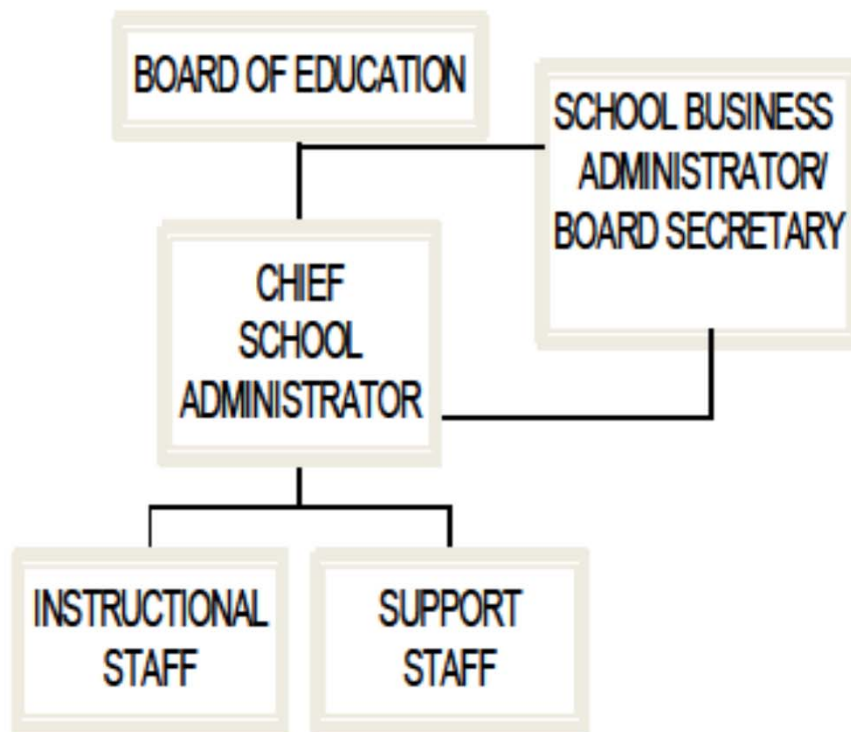 BOARD OF EDUCATION
SCHOOL BUSINESS
ADMINISTRATOR/
BOARD SECRETARY
CHIEF
SCHOOL
ADMINISTRATOR
INSTRUCTIONAL
STAFF
SUPPORT
STAFF